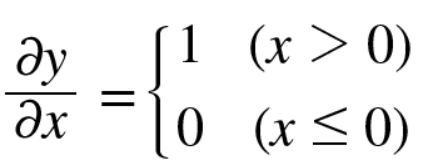 ∂y/∂x = { 1 (x > 0)
0 (x ≤ 0)